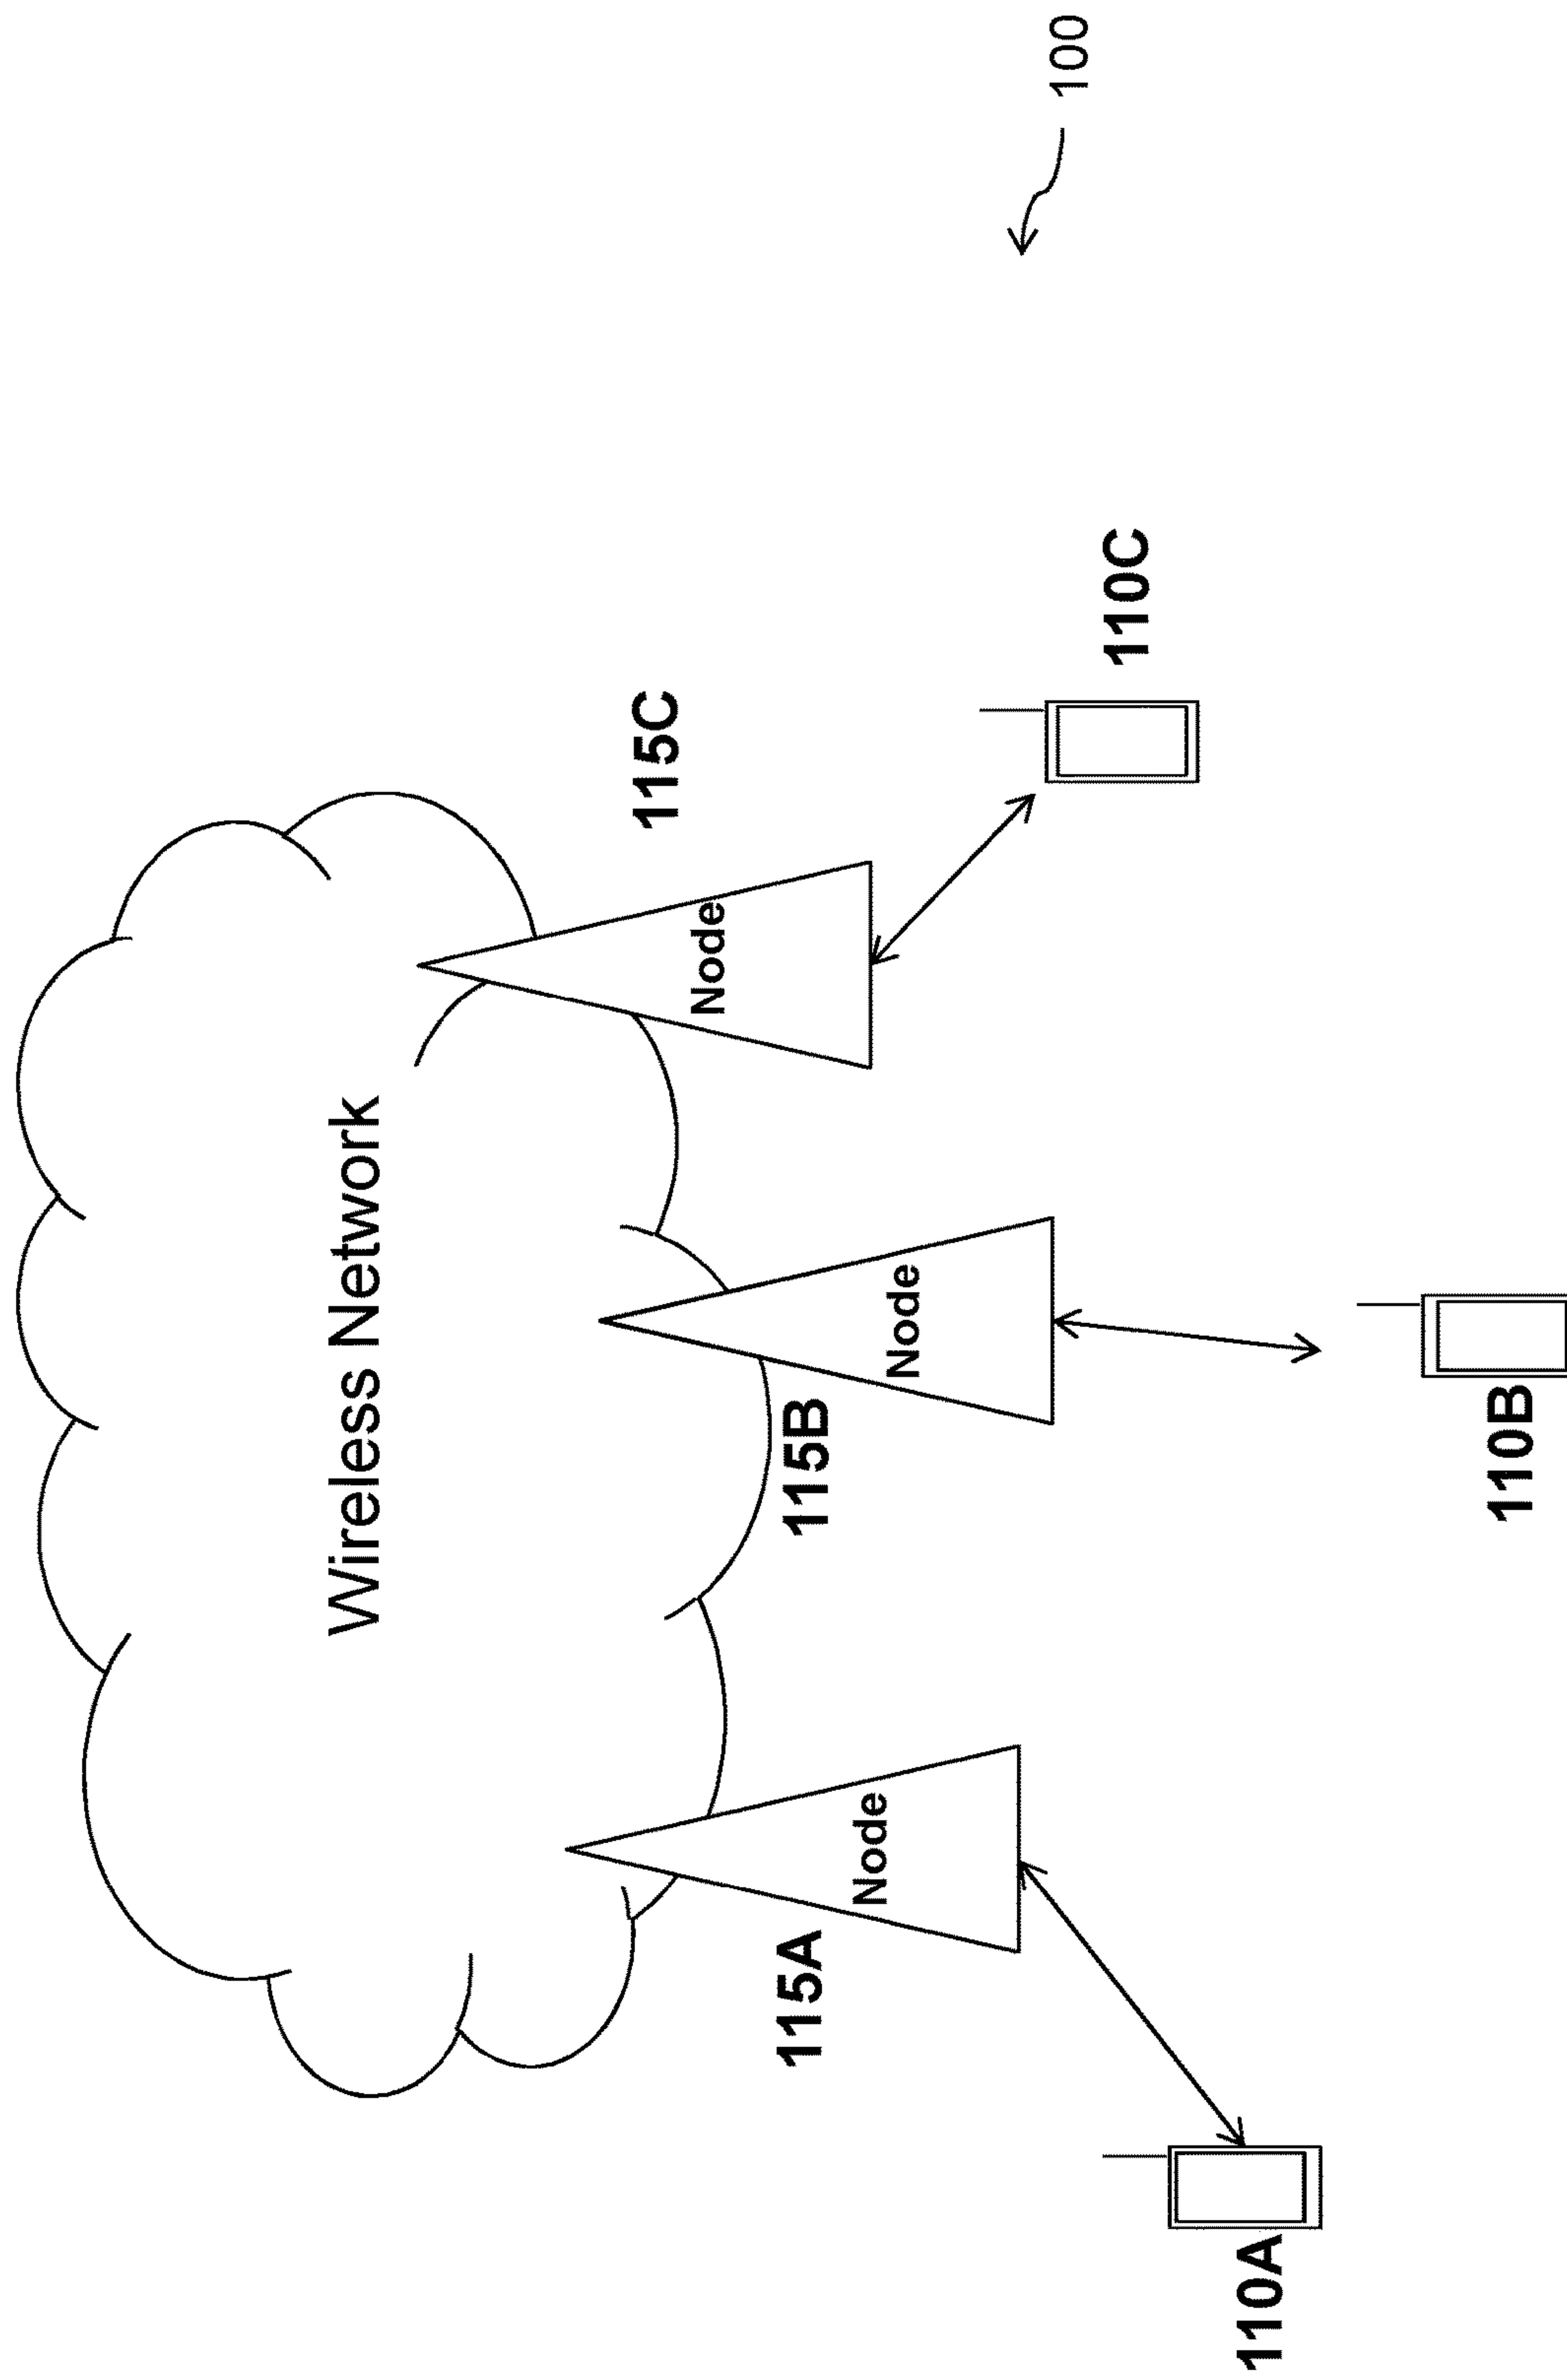 Wireless Network
115A
115B
115C
Node
Node
Node
110A
110B
110C
100